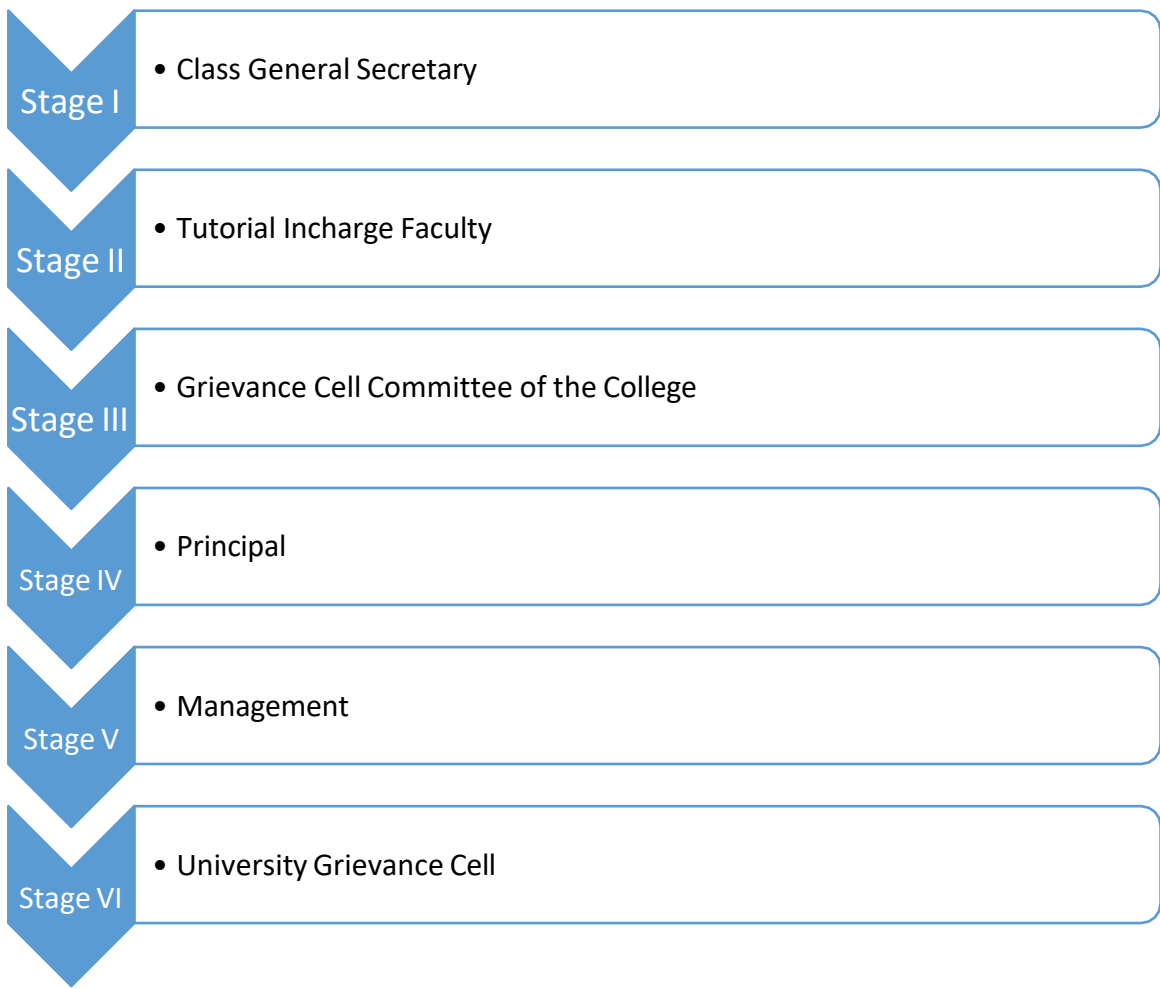 Stage I
• Class General Secretary
Stage II
• Tutorial Incharge Faculty
Stage III
• Grievance Cell Committee of the College
Stage IV
• Principal
Stage V
• Management
Stage VI
• University Grievance Cell